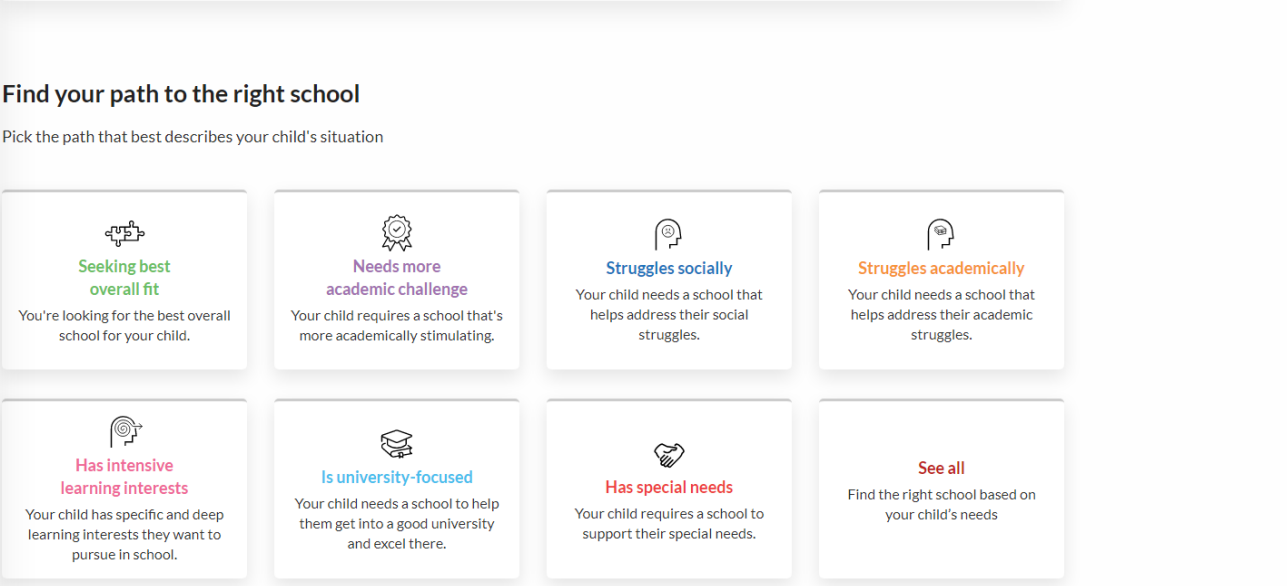 Find your path to the right school
Pick the path that best describes your child's situation
Seeking best
overall fit
You're looking for the best overall
school for your child.
Needs more
academic challenge
Your child requires a school that's
more academically stimulating.
Struggles socially
Your child needs a school that
helps address their social
struggles.
Struggles academically
Your child needs a school that
helps address their academic
struggles.
Has intensive
learning interests
Your child has specific and deep
learning interests they want to
pursue in school.
Is university-focused
Your child needs a school to help
them get into a good university
and excel there.
Has special needs
Your child requires a school to
support their special needs.
See all
Find the right school based on
your child's needs